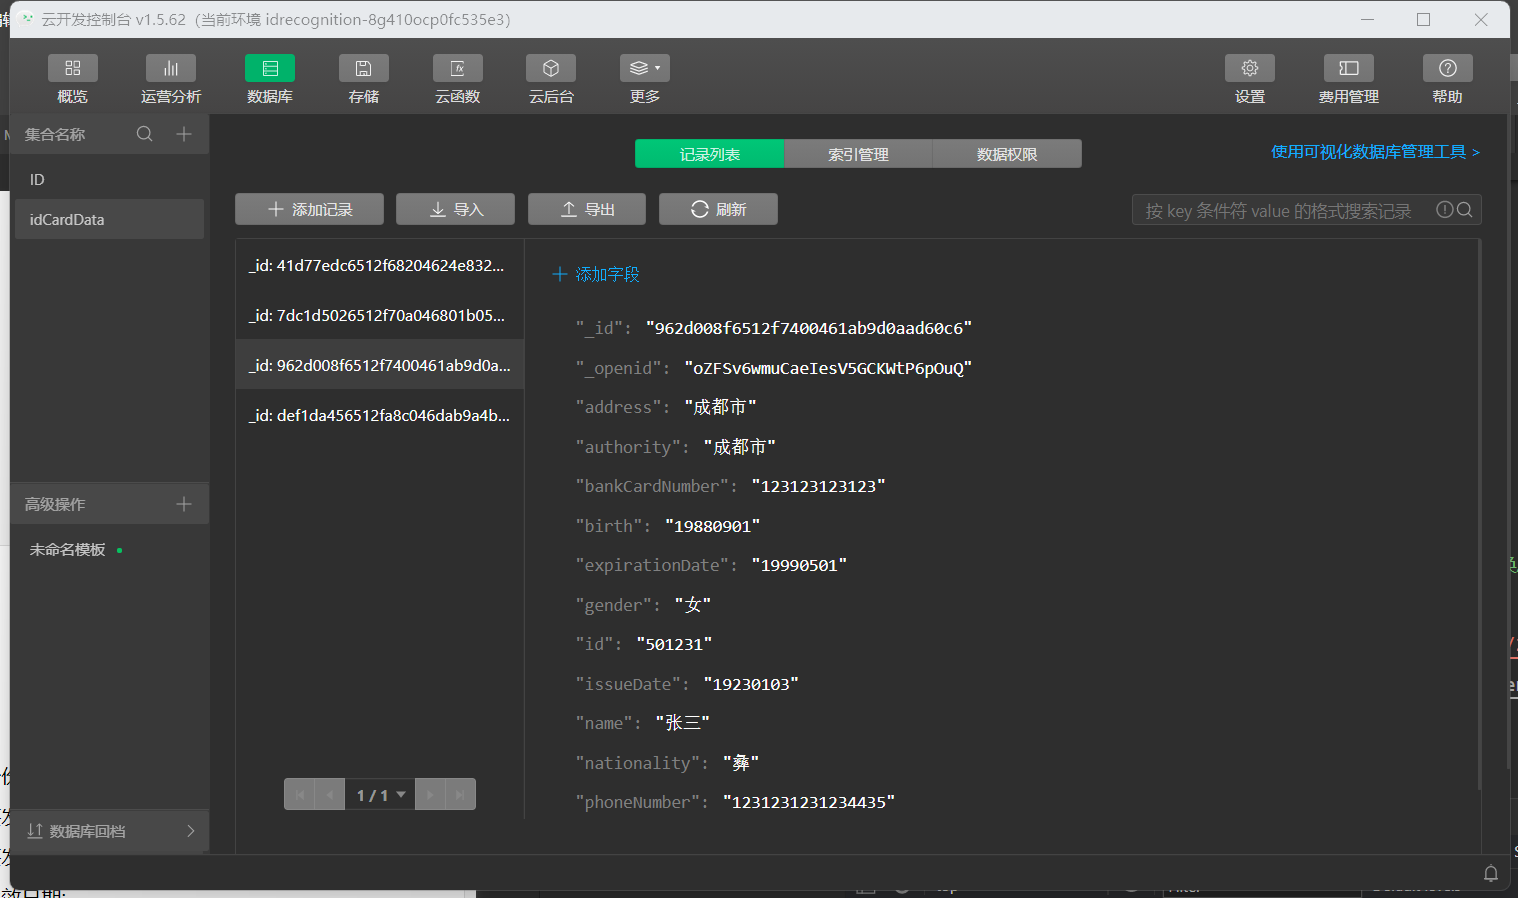 云开发控制台 v1.5.62 (当前环境 idrecognition-8g410ocp0fc535e3)
概览 运营分析 数据库 存储 云函数 云后台 更多 设置 费用管理 帮助
集合名称
ID
idCardData
高级操作
未命名模板
数据库回档
记录列表 索引管理 数据权限
使用可视化数据库管理工具 >
添加记录 导入 导出 刷新
按 key 条件符 value 的格式搜索记录
_id: 41d77edc6512f68204624e832...
_id: 7dc1d5026512f70a046801b05...
_id: 962d008f6512f7400461ab9d0a...
_id: def1da456512fa8c046dab9a4b...
1 / 1
添加字段
"_id": "962d008f6512f7400461ab9d0aad60c6"
"_openid": "oZFSv6wmuCaeIesV5GCKWtP6pOuQ"
"address": "成都市"
"authority": "成都市"
"bankCardNumber": "123123123123"
"birth": "19880901"
"expirationDate": "19990501"
"gender": "女"
"id": "501231"
"issueDate": "19230103"
"name": "张三"
"nationality": "彝"
"phoneNumber": "1231231231234435"